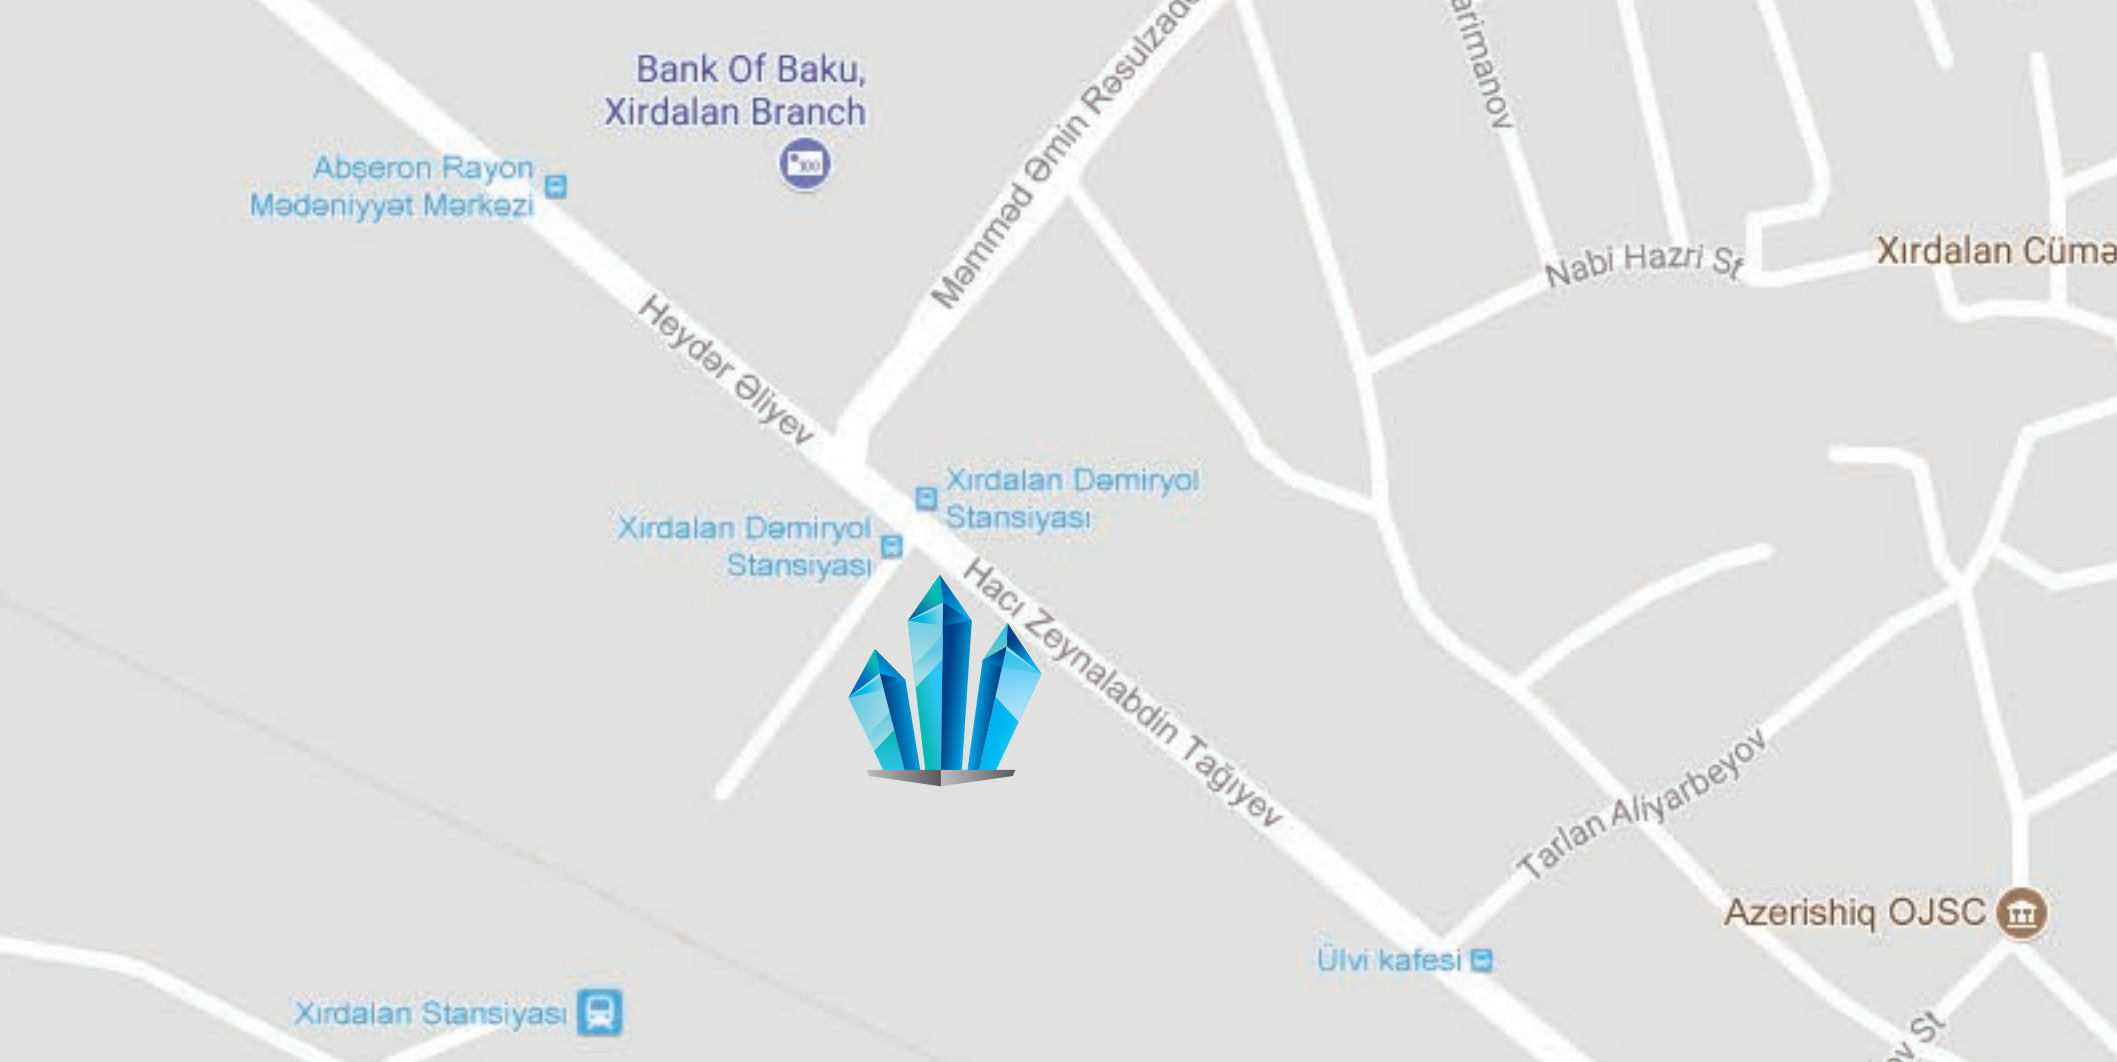 Bank Of Baku,
Xirdalan Branch
Abşeron Rayon
Mədəniyyət Mərkəzi
Məmməd Əmin Rəsulzadə
arimanov
Nabi Hazri St
Xırdalan Cümə
Heydər Əliyev
Xırdalan Dəmiryol
Stansiyası
Xırdalan Dəmiryol
Stansiyası
Hacı Zeynalabdin Tağıyev
Tarlan Aliyarbeyov
Azerishiq OJSC
Ülvi kafesi
Xırdalan Stansiyası
ov St
100